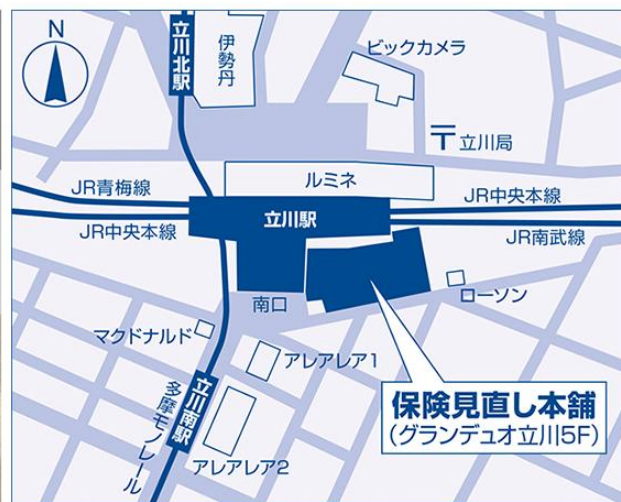 N
立川北駅
伊勢丹
ビックカメラ
〒立川局
ルミネ
JR青梅線
JR中央本線
立川駅
JR中央本線
JR南武線
南口
ローソン
マクドナルド
アレアレア1
立川南駅
多摩モノレール
アレアレア2
保険見直し本舗
(グランデュオ立川5F)